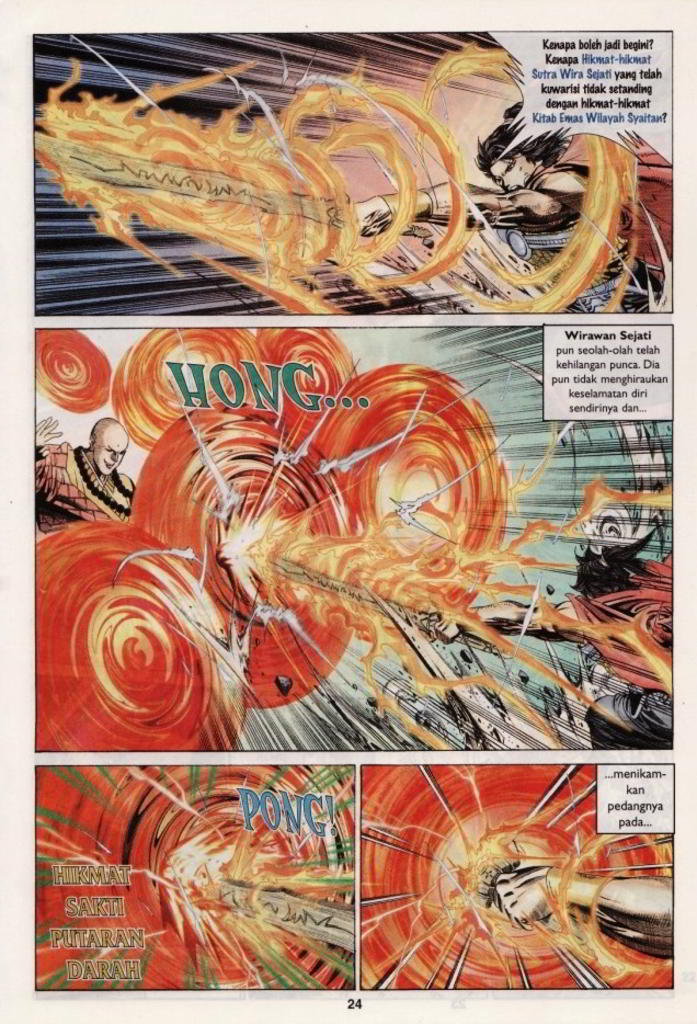 Kenapa boleh jadi begini?
Kenapa Hikmat-hikmat
Sutra Wira Sejati yang telah
kuwarisi tidak setanding
dengan hikmat-hikmat
Kitab Emas Wilayah Syaitan?
Wirawan Sejati
pun seolah-olah telah
kehilangan punca. Dia
pun tidak menghiraukan
keselamatan diri
sendirinya dan...
HONG...
PONG!
HIKMAT
SAKTI
PUTARAN
DARAH
...menikam-
kan
pedangnya
pada...
24